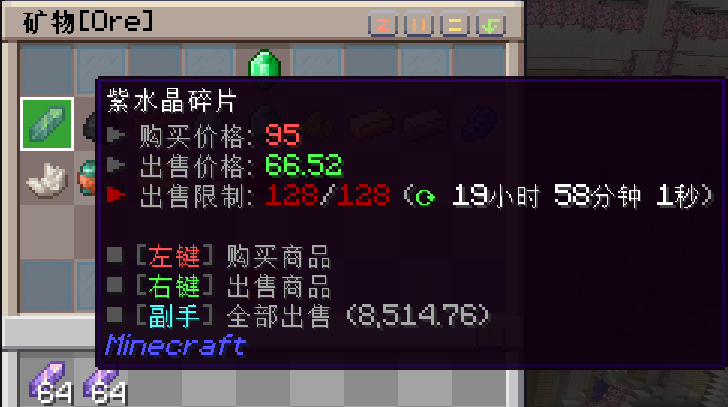 矿物[Ore]
紫水晶碎片
购买价格: 95
出售价格: 66.52
出售限制: 128/128 (⟳ 19小时 58分钟 1秒)
[左键] 购买商品
[右键] 出售商品
[副手] 全部出售 (8,514.76)
Minecraft
64 64